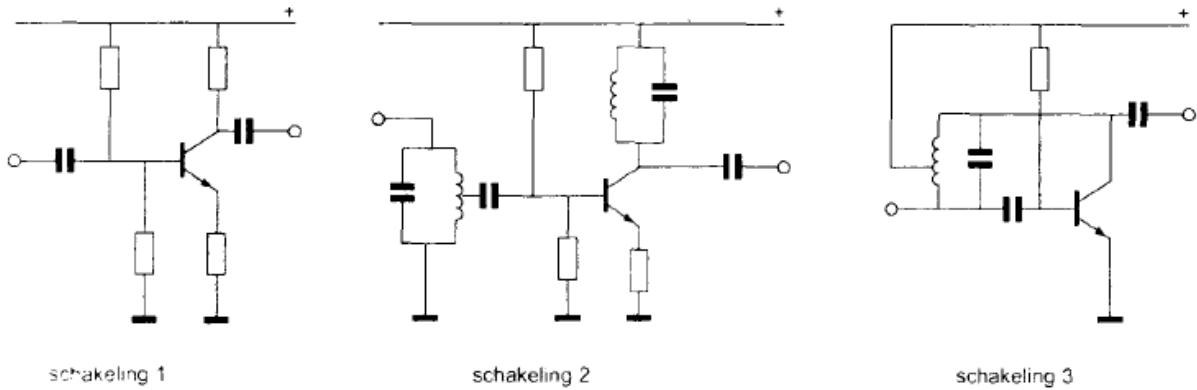 + + +
schakeling 1 schakeling 2 schakeling 3